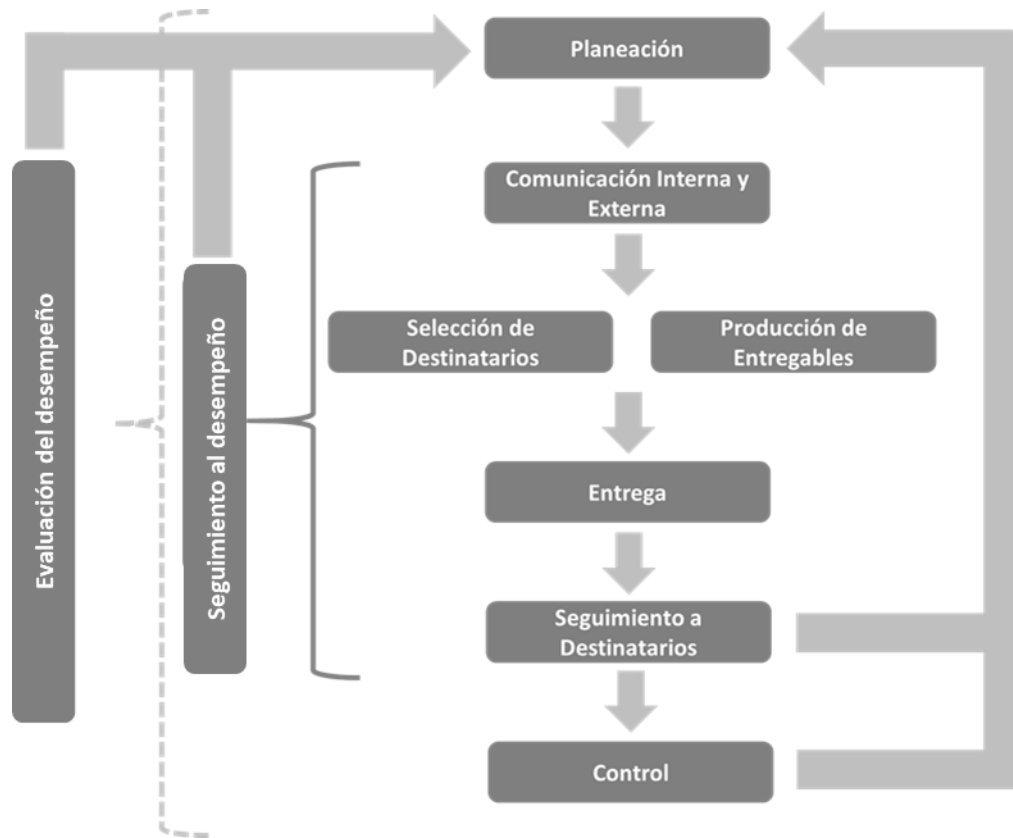 Planeación
Comunicación Interna y
Externa
Selección de
Destinatarios
Producción de
Entregables
Entrega
Seguimiento a
Destinatarios
Control
Evaluación del desempeño
Seguimiento al desempeño